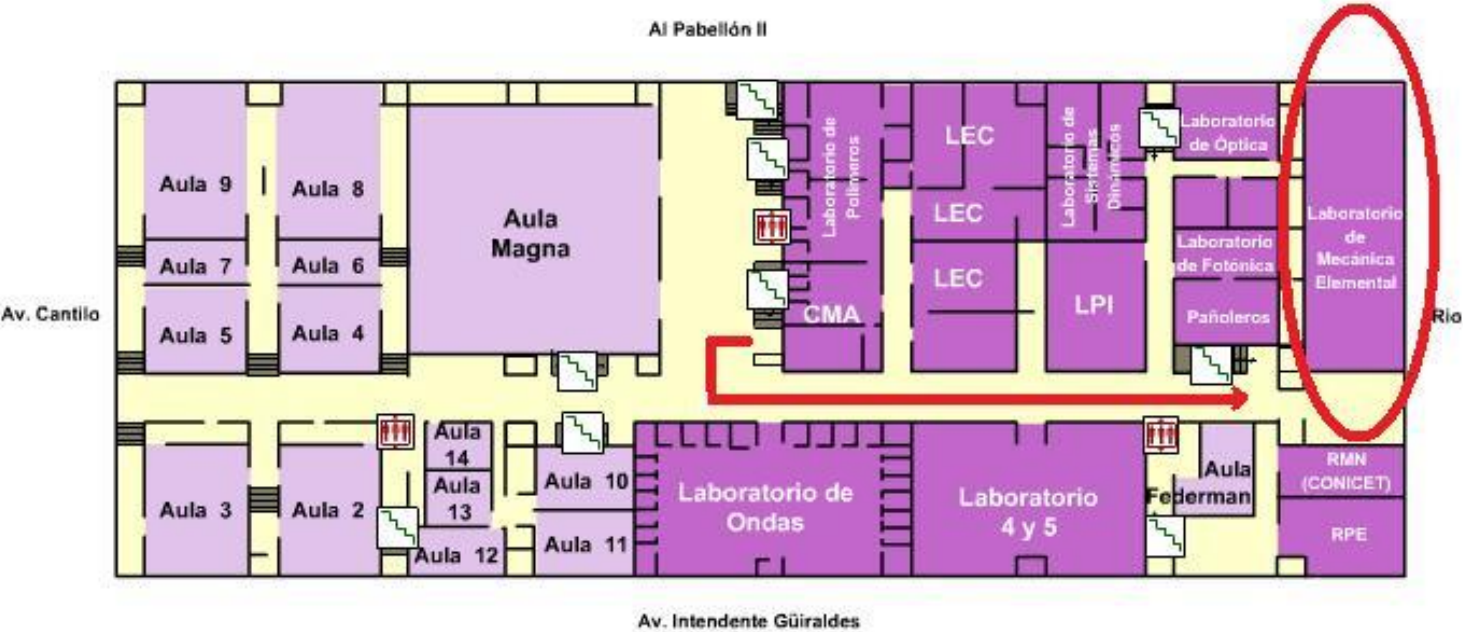 Al Pabellón II
Aula 9
Aula 8
Aula 7
Aula 6
Aula 5
Aula 4
Aula
Magna
Laboratorio de
Polímeros
CMA
LEC
LEC
LEC
Laboratorio de
Sistemas
Dinámicos
LPI
Laboratorio
de Óptica
Laboratorio
de Fotónica
Pañoleros
Laboratorio
de
Mecánica
Elemental
Av. Cantilo
Rio
Aula 3
Aula 2
Aula
14
Aula
13
Aula 12
Aula 10
Aula 11
Laboratorio de
Ondas
Laboratorio
4 y 5
Aula
Federman
RMN
(CONICET)
RPE
Av. Intendente Güiraldes